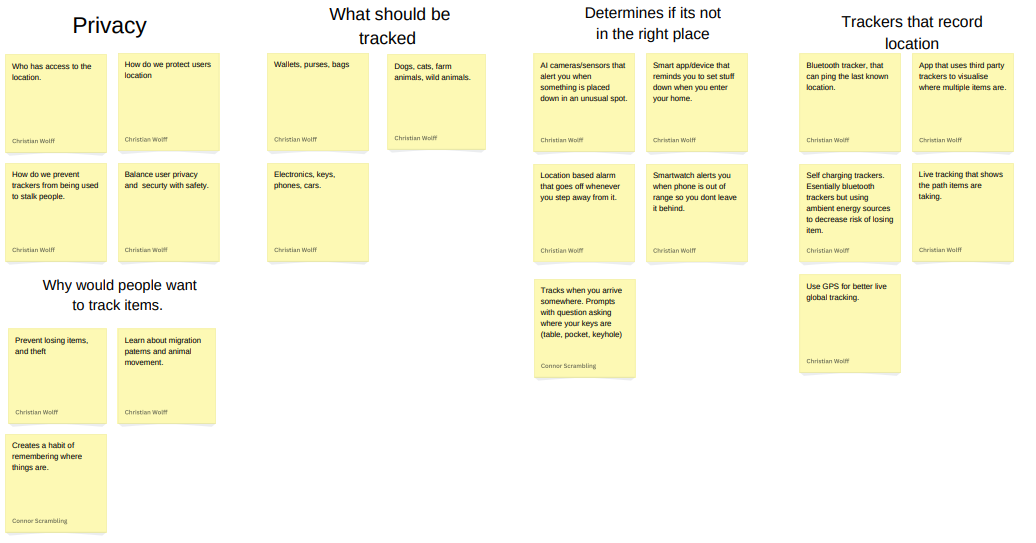 Privacy
Who has access to the
location.
Christian Wolff
How do we protect users
location
Christian Wolff
How do we prevent
trackers from being used
to stalk people.
Christian Wolff
Balance user privacy
and  securty with safety.
Christian Wolff
Why would people want
to track items.
Prevent losing items,
and theft
Christian Wolff
Learn about migration
paterns and animal
movement.
Christian Wolff
Creates a habit of
remembering where
things are.
Connor Scrambling
What should be
tracked
Wallets, purses, bags
Christian Wolff
Dogs, cats, farm
animals, wild animals.
Christian Wolff
Electronics, keys,
phones, cars.
Christian Wolff
Determines if its not
in the right place
AI cameras/sensors that
alert you when
something is placed
down in an unusual spot.
Christian Wolff
Smart app/device that
reminds you to set stuff
down when you enter
your home.
Christian Wolff
Location based alarm
that goes off whenever
you step away from it.
Christian Wolff
Smartwatch alerts you
when phone is out of
range so you dont leave
it behind.
Christian Wolff
Tracks when you arrive
somewhere. Prompts
with question asking
where your keys are
(table, pocket, keyhole)
Connor Scrambling
Trackers that record
location
Bluetooth tracker, that
can ping the last known
location.
Christian Wolff
App that uses third party
trackers to visualise
where multiple items are.
Christian Wolff
Self charging trackers.
Esentially bluetooth
trackers but using
ambient energy sources
to decrease risk of losing
item.
Christian Wolff
Live tracking that shows
the path items are
taking.
Christian Wolff
Use GPS for better live
global tracking.
Christian Wolff